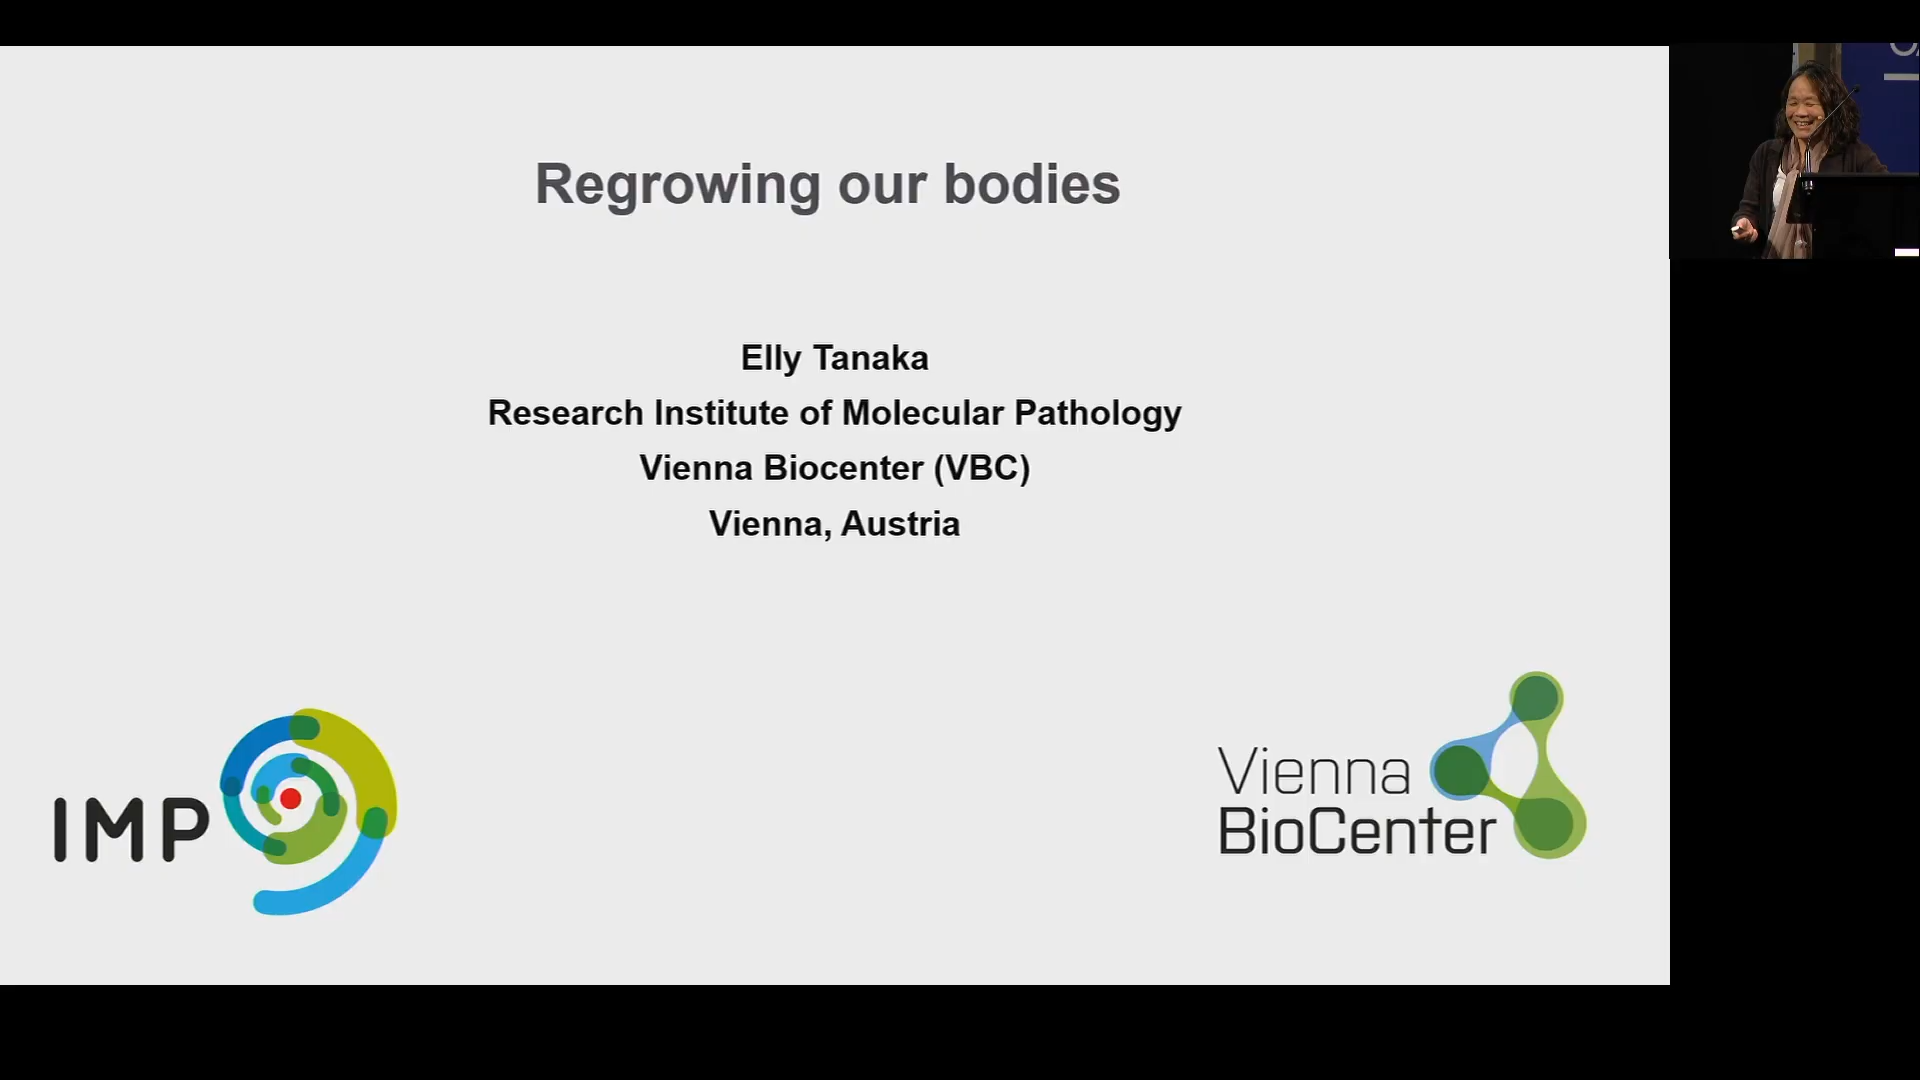 Regrowing our bodies
Elly Tanaka
Research Institute of Molecular Pathology
Vienna Biocenter (VBC)
Vienna, Austria
IMP
Vienna
BioCenter